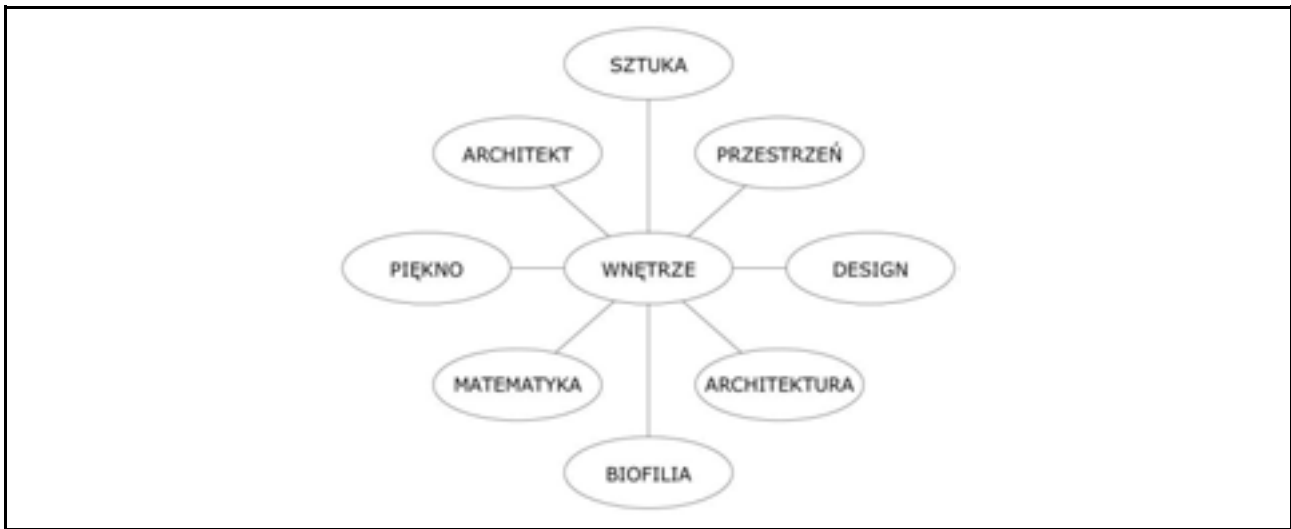 SZTUKA
ARCHITEKT
PRZESTRZEŃ
PIĘKNO
WNĘTRZE
DESIGN
MATEMATYKA
ARCHITEKTURA
BIOFILIA